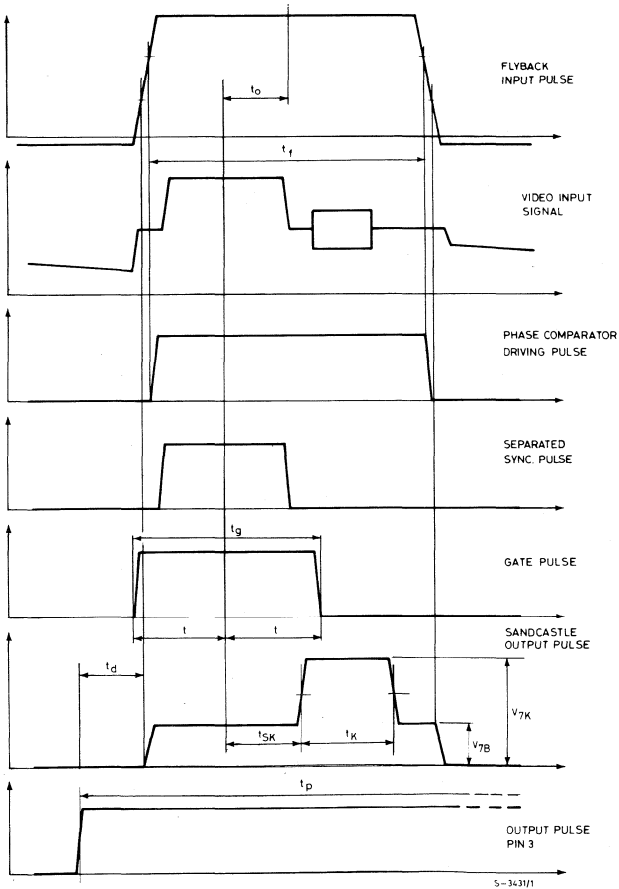 FLYBACK
INPUT PULSE
to
tf
VIDEO INPUT
SIGNAL
PHASE COMPARATOR
DRIVING PULSE
SEPARATED
SYNC. PULSE
tg
GATE PULSE
t t
SANDCASTLE
OUTPUT PULSE
td
V7K
tSK tK
V7B
tp
OUTPUT PULSE
PIN 3
S-3431/1